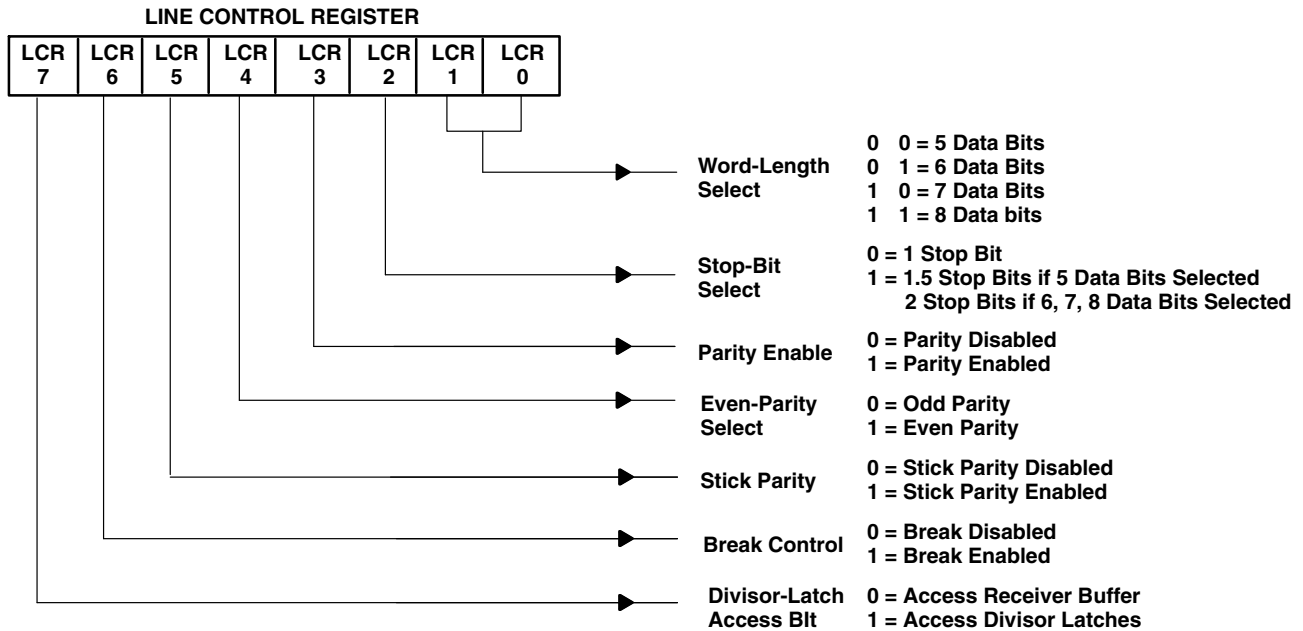 LINE CONTROL REGISTER
LCR LCR LCR LCR LCR LCR LCR LCR
7 6 5 4 3 2 1 0
Word-Length
Select
0 0 = 5 Data Bits
0 1 = 6 Data Bits
1 0 = 7 Data Bits
1 1 = 8 Data bits
Stop-Bit
Select
0 = 1 Stop Bit
1 = 1.5 Stop Bits if 5 Data Bits Selected
2 Stop Bits if 6, 7, 8 Data Bits Selected
Parity Enable
0 = Parity Disabled
1 = Parity Enabled
Even-Parity
Select
0 = Odd Parity
1 = Even Parity
Stick Parity
0 = Stick Parity Disabled
1 = Stick Parity Enabled
Break Control
0 = Break Disabled
1 = Break Enabled
Divisor-Latch
Access BIt
0 = Access Receiver Buffer
1 = Access Divisor Latches